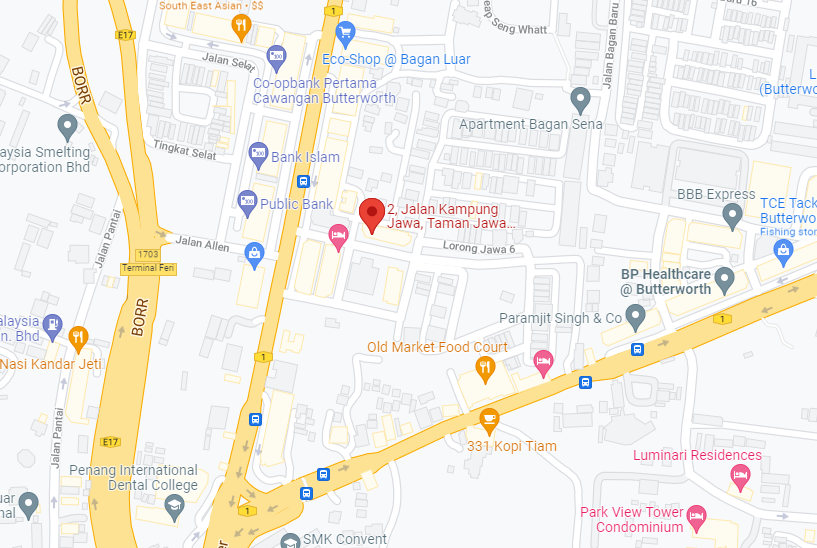 South East Asian • $$
1
E17
Eco-Shop @ Bagan Luar
eap Seng Whatt
Jalan Bagan Baru
Baru 16
L
(Butterwo
BORR
Jalan Selat
Co-opbank Pertama
Cawangan Butterworth
Apartment Bagan Sena
aysia Smelting
orporation Bhd
Tingkat Selat
Bank Islam
Public Bank
2, Jalan Kampung
Jawa, Taman Jawa...
BBB Express
TCE Tack
Butterwo
Fishing stor
Jalan Pantai
Jalan Allen
Lorong Jawa 6
1703
Terminal Feri
BP Healthcare
@ Butterworth
BORR
Paramjit Singh & Co
1
alaysia
n. Bhd
Nasi Kandar Jeti
Old Market Food Court
1
Jalan Pantai
E17
331 Kopi Tiam
Luminari Residences
Penang International
Dental College
uar
nal
1
Park View Tower
Condominium
SMK Convent
er